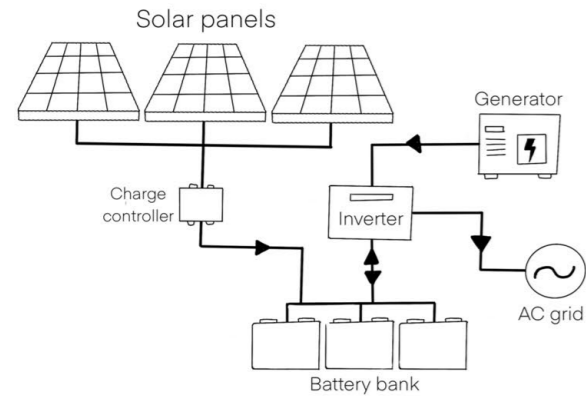 Solar panels
Generator
Charge
controller
Inverter
AC grid
Battery bank